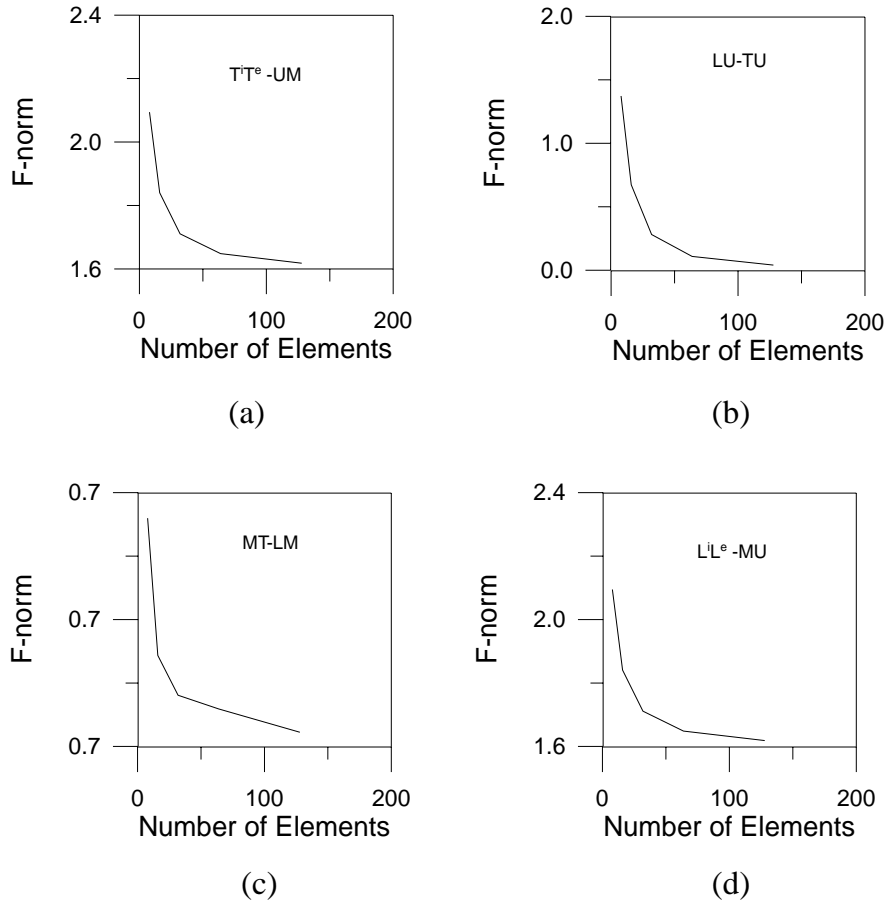 2.4
2.0
1.6
F-norm
TⁱTᵉ -UM
0 100 200
Number of Elements
(a)
2.0
1.0
0.0
F-norm
LU-TU
0 100 200
Number of Elements
(b)
0.7
0.7
0.7
F-norm
MT-LM
0 100 200
Number of Elements
(c)
2.4
2.0
1.6
F-norm
LⁱLᵉ -MU
0 100 200
Number of Elements
(d)